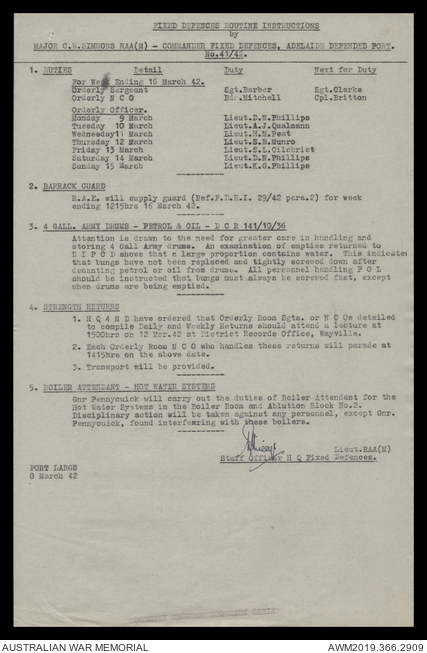 FIXED DEFENCES ROUTINE INSTRUCTIONS
by
MAJOR C.W.SIMMONS RAA(M) - COMMANDER FIXED DEFENCES, ADELAIDE DEFENDED PORT.
No.41/42.
1. DUTIES Detail Duty Next for Duty
For Week Ending 16 March 42.
Orderly Sergeant Sgt.Barber Sgt.Clarke
Orderly N C O Bdr.Mitchell Cpl.Britton
Orderly Officer.
Monday 9 March Lieut.D.N.Phillips
Tuesday 10 March Lieut.A.J.Qualmann
Wednesday 11 March Lieut.H.M.Peat
Thursday 12 March Lieut.S.B.Munro
Friday 13 March Lieut.S.L.Gilchrist
Saturday 14 March Lieut.D.N.Phillips
Sunday 15 March Lieut.K.G.Phillips
2. BARRACK GUARD
R.A.E. will supply guard (Ref.F.D.R.I. 29/42 para.2) for week
ending 1215hrs 16 March 42.
3. 4 GALL. ARMY DRUMS - PETROL & OIL - D C R 141/10/36
Attention is drawn to the need for greater care in handling and
storing 4 Gall Army drums. An examination of empties returned to
D I P O D shows that a large proportion contains water. This indicates
that bungs have not been replaced and tightly screwed down after
decanting petrol or oil from drums. All personnel handling P O L
should be instructed that bungs must always be screwed fast, except
when drums are being emptied.
4. STRENGTH RETURNS
1. H Q 4 M D have ordered that Orderly Room Sgts. or N C Os detailed
to compile Daily and Weekly Returns should attend a lecture at
1500hrs on 12 Mar.42 at District Records Office, Wayville.
2. Each Orderly Room N C O who handles these returns will parade at
1415hrs on the above date.
3. Transport will be provided.
5. BOILER ATTENDANT - HOT WATER SYSTEMS
Gnr Pennycuick will carry out the duties of Boiler Attendant for the
Hot Water Systems in the Boiler Room and Ablution Block No.2.
Disciplinary action will be taken against any personnel, except Gnr.
Pennycuick, found interferring with these boilers.
Lieut.RAA(M)
Staff Officer H Q Fixed Defences.
FORT LARGS
8 March 42
AUSTRALIAN WAR MEMORIAL AWM2019.366.2909